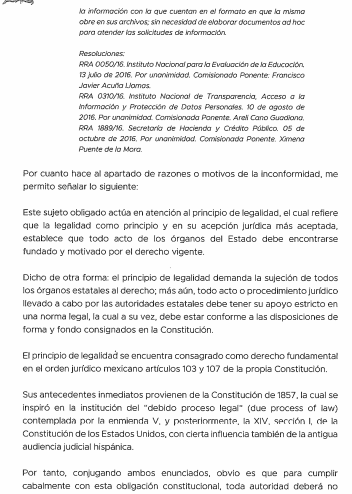 la información con la que cuentan en el formato en que la misma
obre en sus archivos; sin necesidad de elaborar documentos ad hoc
para atender las solicitudes de información.
Resoluciones:
RRA 0050/16. Instituto Nacional para la Evaluación de la Educación.
13 julio de 2016. Por unanimidad. Comisionado Ponente: Francisco
Javier Acuña Llamas.
RRA 0310/16. Instituto Nacional de Transparencia, Acceso a la
Información y Protección de Datos Personales. 10 de agosto de
2016. Por unanimidad. Comisionada Ponente. Areli Cano Guadiana.
RRA 1889/16. Secretaría de Hacienda y Crédito Público. 05 de
octubre de 2016. Por unanimidad. Comisionada Ponente. Ximena
Puente de la Mora.
Por cuanto hace al apartado de razones o motivos de la inconformidad, me
permito señalar lo siguiente:
Este sujeto obligado actúa en atención al principio de legalidad, el cual refiere
que la legalidad como principio y en su acepción jurídica más aceptada,
establece que todo acto de los órganos del Estado debe encontrarse
fundado y motivado por el derecho vigente.
Dicho de otra forma: el principio de legalidad demanda la sujeción de todos
los órganos estatales al derecho; más aún, todo acto o procedimiento jurídico
llevado a cabo por las autoridades estatales debe tener su apoyo estricto en
una norma legal, la cual a su vez, debe estar conforme a las disposiciones de
forma y fondo consignados en la Constitución.
El principio de legalidad se encuentra consagrado como derecho fundamental
en el orden jurídico mexicano artículos 103 y 107 de la propia Constitución.
Sus antecedentes inmediatos provienen de la Constitución de 1857, la cual se
inspiró en la institución del "debido proceso legal" (due process of law)
contemplada por la enmienda V, y posteriormente, la XIV, sección I, de la
Constitución de los Estados Unidos, con cierta influencia también de la antigua
audiencia judicial hispánica.
Por tanto, conjugando ambos enunciados, obvio es que para cumplir
cabalmente con esta obligación constitucional, toda autoridad deberá no